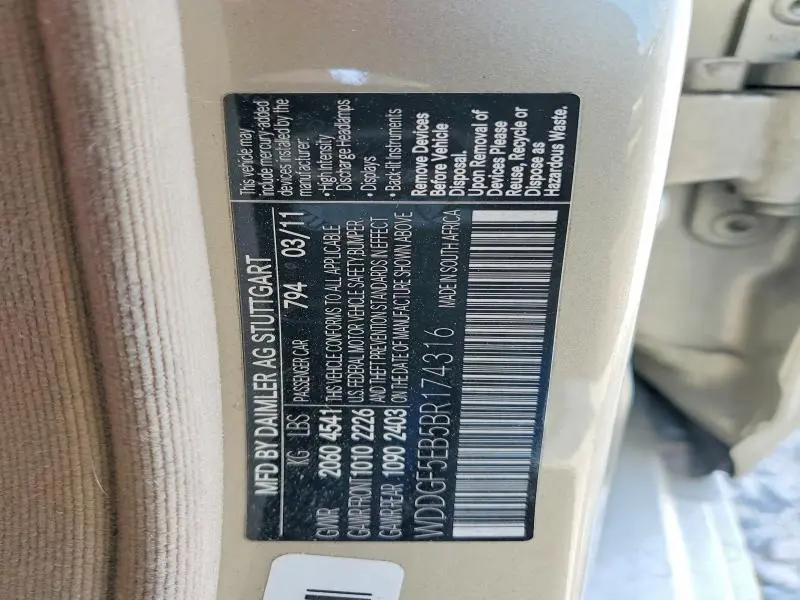 MFD BY DAIMLER AG STUTTGART
KG LBS PASSENGER CAR 794 03/11
GVWR 2060 4541 THIS VEHICLE CONFORMS TO ALL APPLICABLE
GAWR FRONT 1010 2226 U.S. FEDERAL MOTOR VEHICLE SAFETY, BUMPER
GAWR REAR 1090 2403 AND THEFT PREVENTION STANDARDS IN EFFECT
ON THE DATE OF MANUFACTURE SHOWN ABOVE
WDDGF5EB5BR174316 MADE IN SOUTH AFRICA
This vehicle may
include mercury-added
devices installed by the
manufacturer:
• High Intensity
Discharge Headlamps
• Displays
• Back-lit Instruments
Remove Devices
Before Vehicle
Disposal.
Upon Removal of
Devices Please
Reuse, Recycle or
Dispose as
Hazardous Waste.